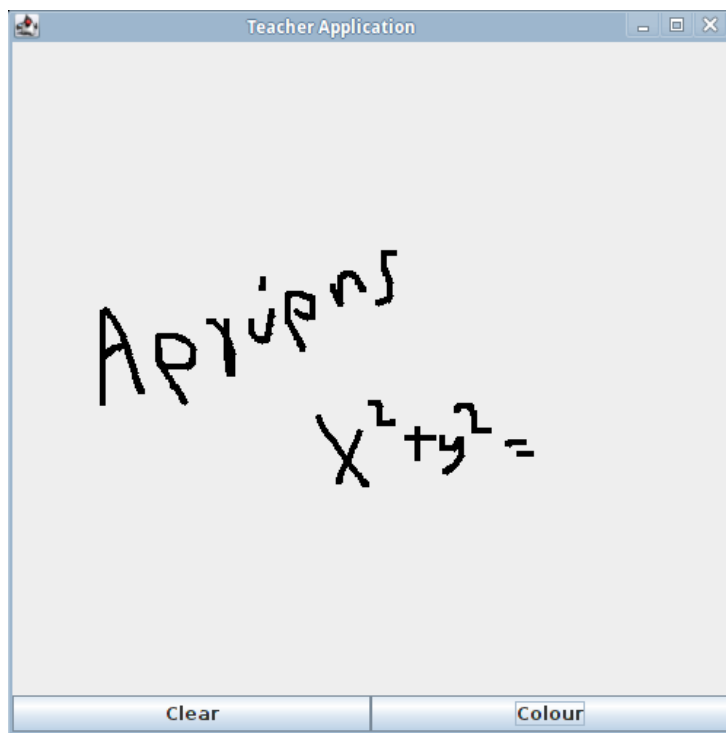 Teacher Application
Αργύρης
x²+y²=
Clear
Colour